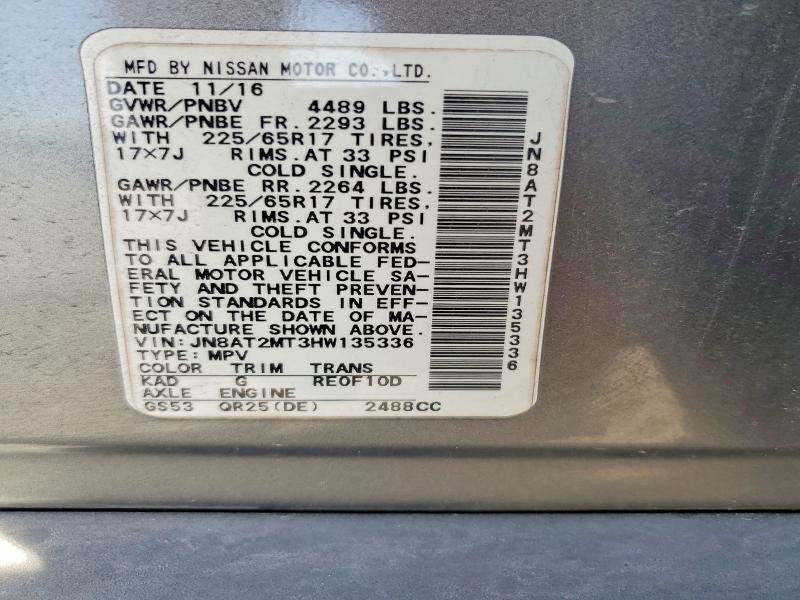 MFD BY NISSAN MOTOR CO.,LTD.
DATE 11/16
GVWR/PNBV 4489 LBS.
GAWR/PNBE FR. 2293 LBS.
WITH 225/65R17 TIRES,
17×7J RIMS.AT 33 PSI
COLD SINGLE.
GAWR/PNBE RR. 2264 LBS.
WITH 225/65R17 TIRES,
17×7J RIMS.AT 33 PSI
COLD SINGLE.
THIS VEHICLE CONFORMS
TO ALL APPLICABLE FED-
ERAL MOTOR VEHICLE SA-
FETY AND THEFT PREVEN-
TION STANDARDS IN EFF-
ECT ON THE DATE OF MA-
NUFACTURE SHOWN ABOVE.
VIN: JN8AT2MT3HW135336
TYPE: MPV
COLOR TRIM TRANS
KAD G RE0F10D
AXLE ENGINE
GS53 QR25(DE) 2488CC
JN8AT2MT3HW135336